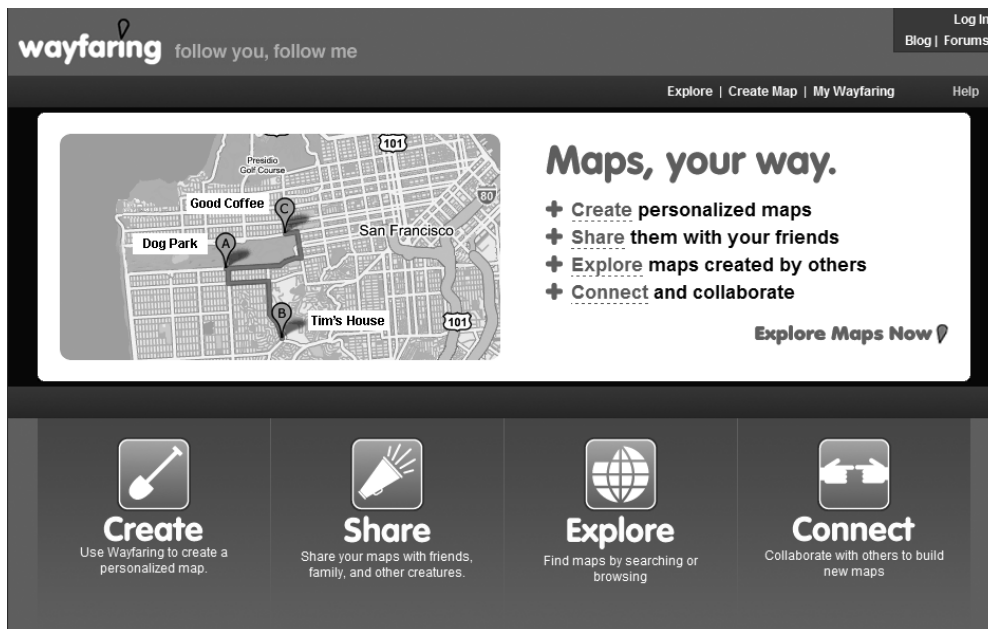 Log In
wayfaring follow you, follow me
Blog | Forums
Explore | Create Map | My Wayfaring Help
101
Presidio
Golf Course
Good Coffee
C
80
San Francisco
Dog Park
A
B
Tim's House
101
Maps, your way.
Create personalized maps
Share them with your friends
Explore maps created by others
Connect and collaborate
Explore Maps Now
Create
Use Wayfaring to create a
personalized map.
Share
Share your maps with friends,
family, and other creatures.
Explore
Find maps by searching or
browsing
Connect
Collaborate with others to build
new maps